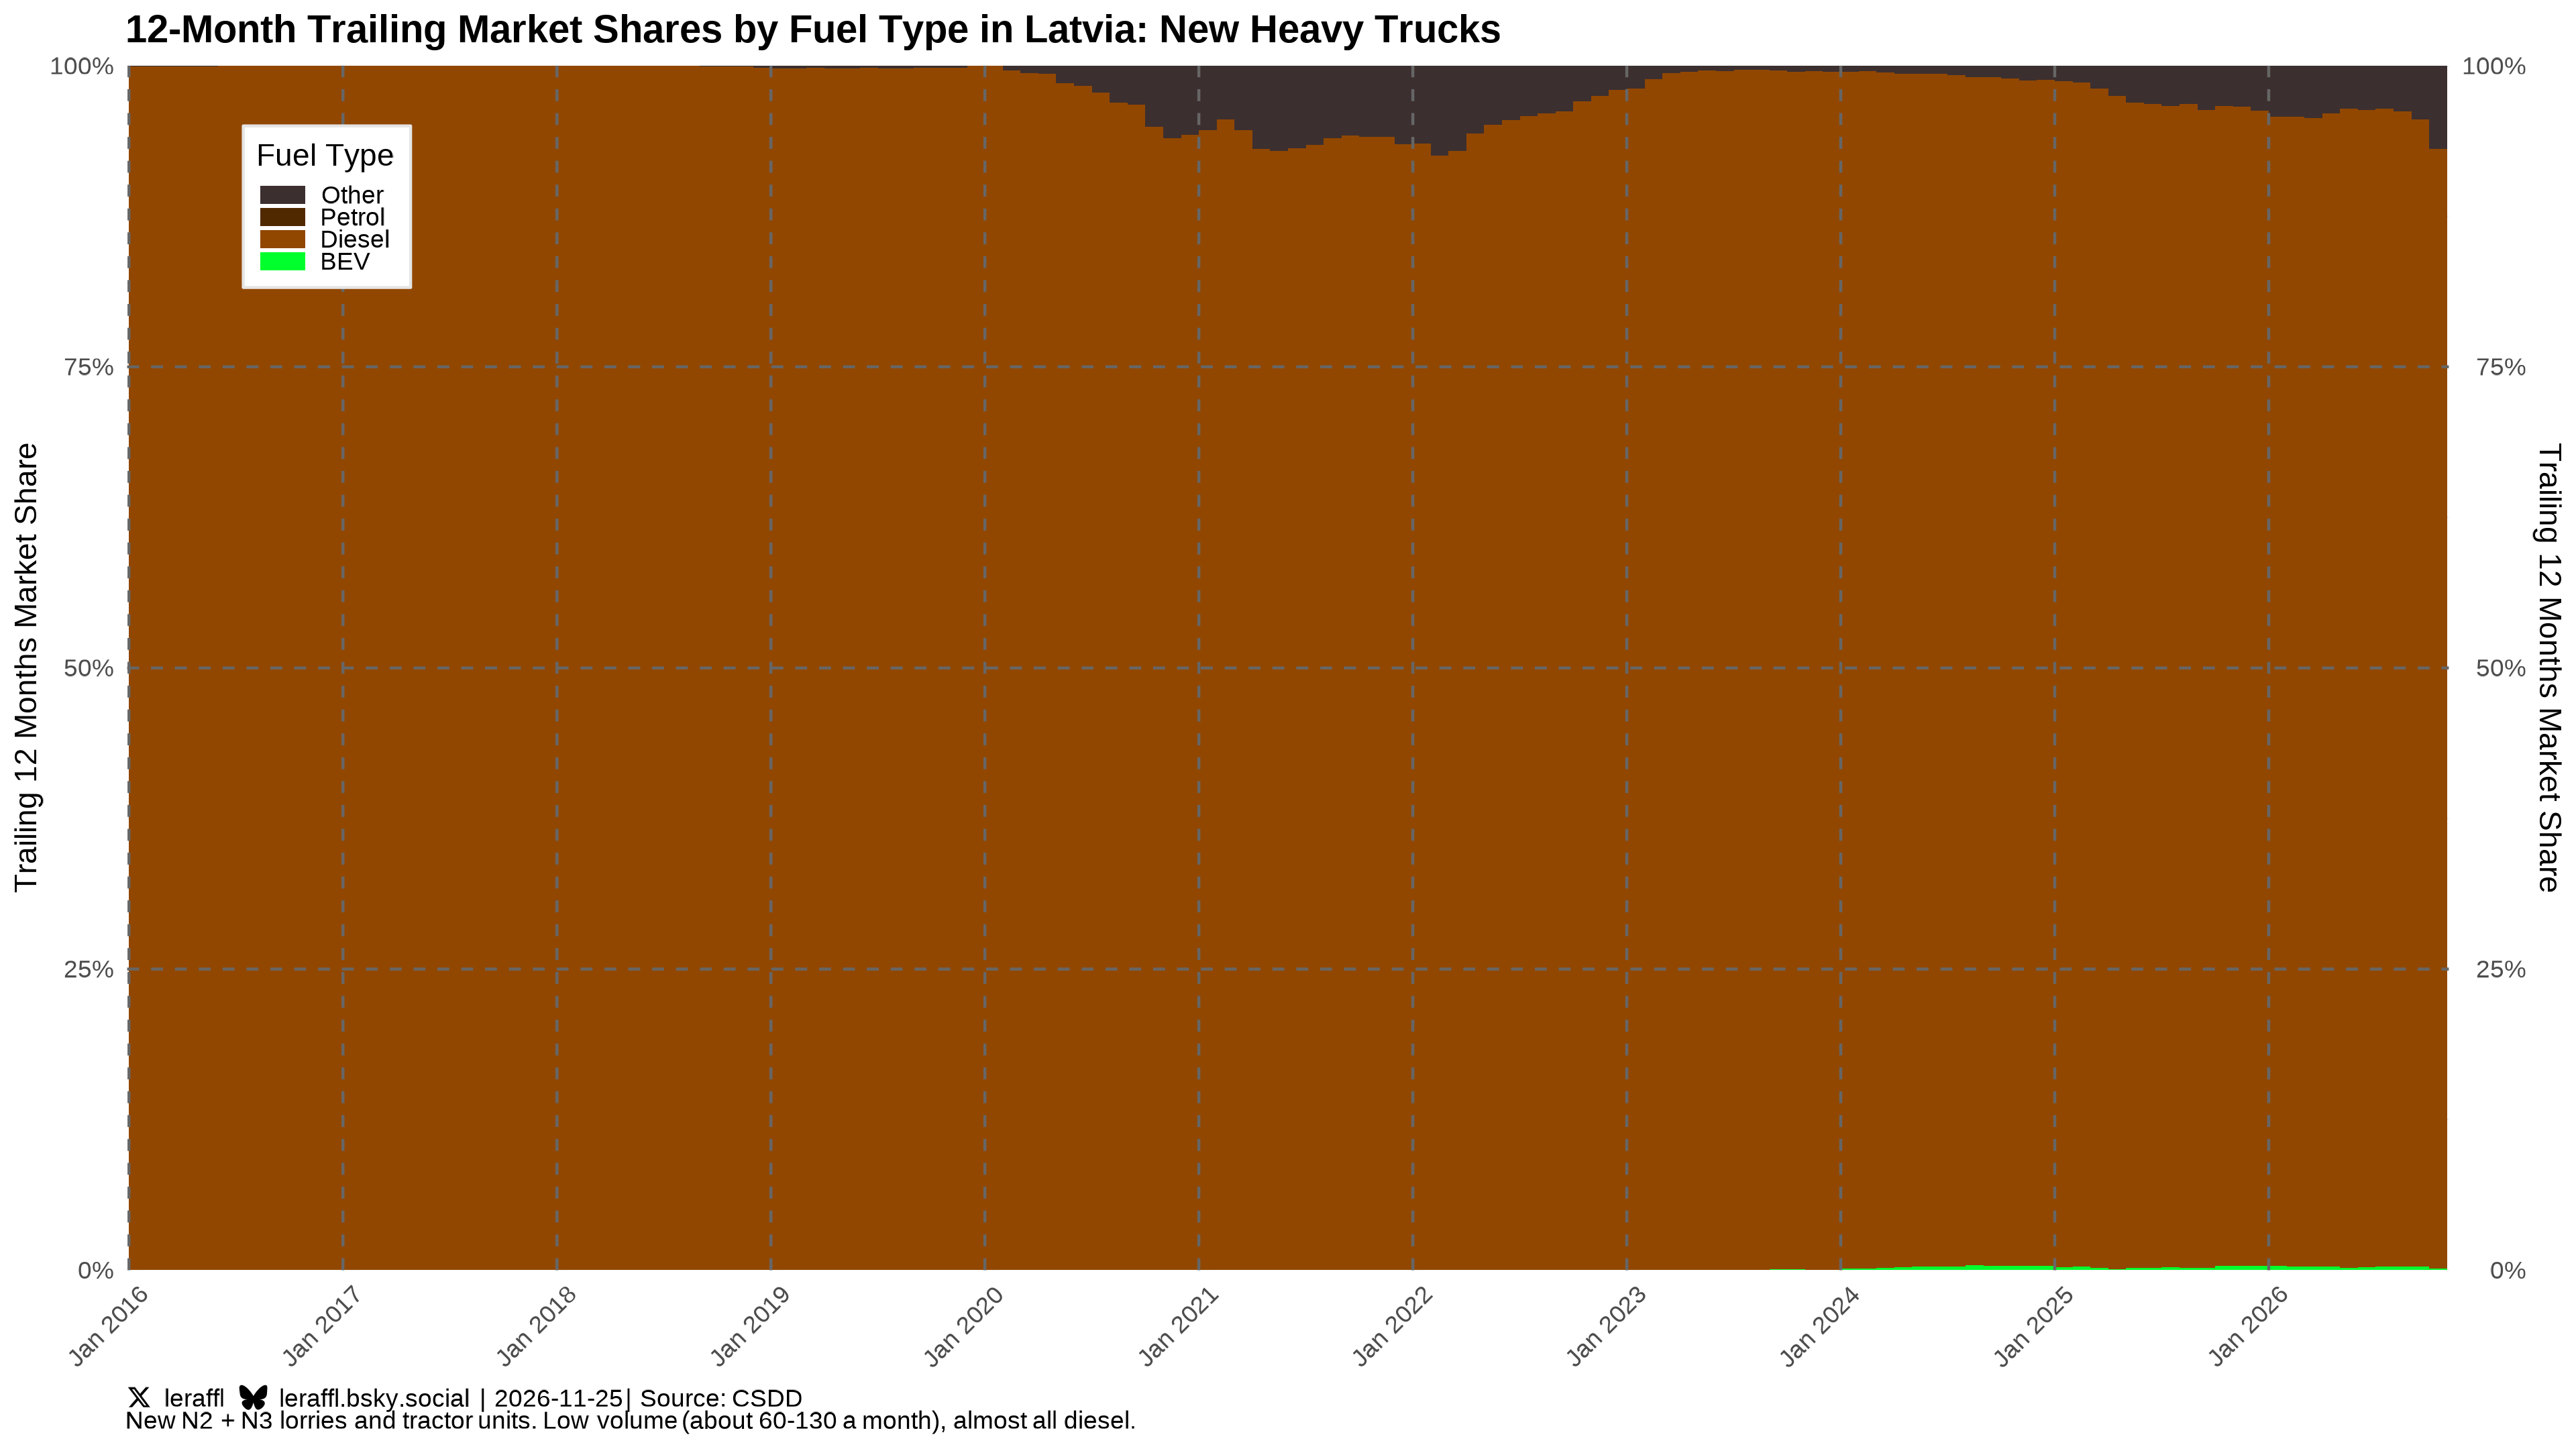 12-Month Trailing Market Shares by Fuel Type in Latvia: New Heavy Trucks
100%
75%
50%
25%
0%
100%
75%
50%
25%
0%
Trailing 12 Months Market Share
Trailing 12 Months Market Share
Fuel Type
Other
Petrol
Diesel
BEV
Jan 2016
Jan 2017
Jan 2018
Jan 2019
Jan 2020
Jan 2021
Jan 2022
Jan 2023
Jan 2024
Jan 2025
Jan 2026
leraffl leraffl.bsky.social | 2026-11-25| Source: CSDD
New N2 + N3 lorries and tractor units. Low volume (about 60-130 a month), almost all diesel.